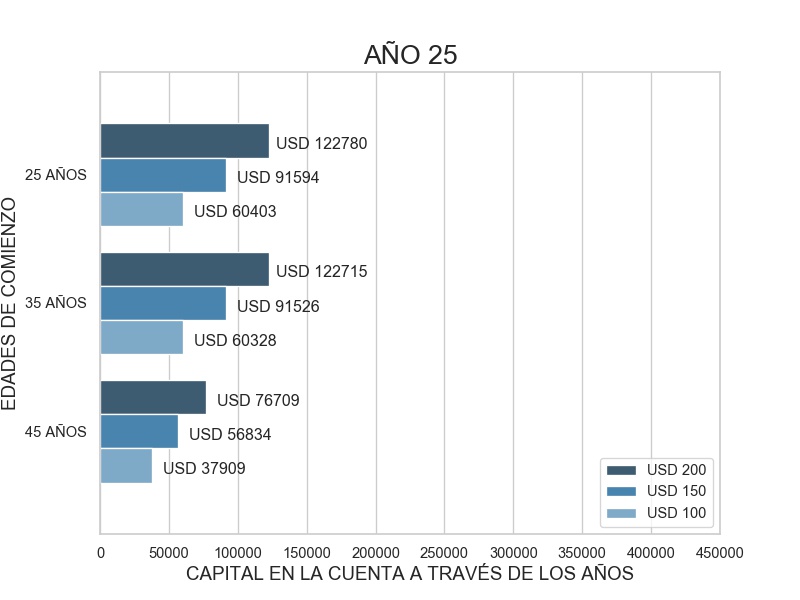 AÑO 25
EDADES DE COMIENZO
25 AÑOS
USD 122780
USD 91594
USD 60403
35 AÑOS
USD 122715
USD 91526
USD 60328
45 AÑOS
USD 76709
USD 56834
USD 37909
USD 200
USD 150
USD 100
0 50000 100000 150000 200000 250000 300000 350000 400000 450000
CAPITAL EN LA CUENTA A TRAVÉS DE LOS AÑOS